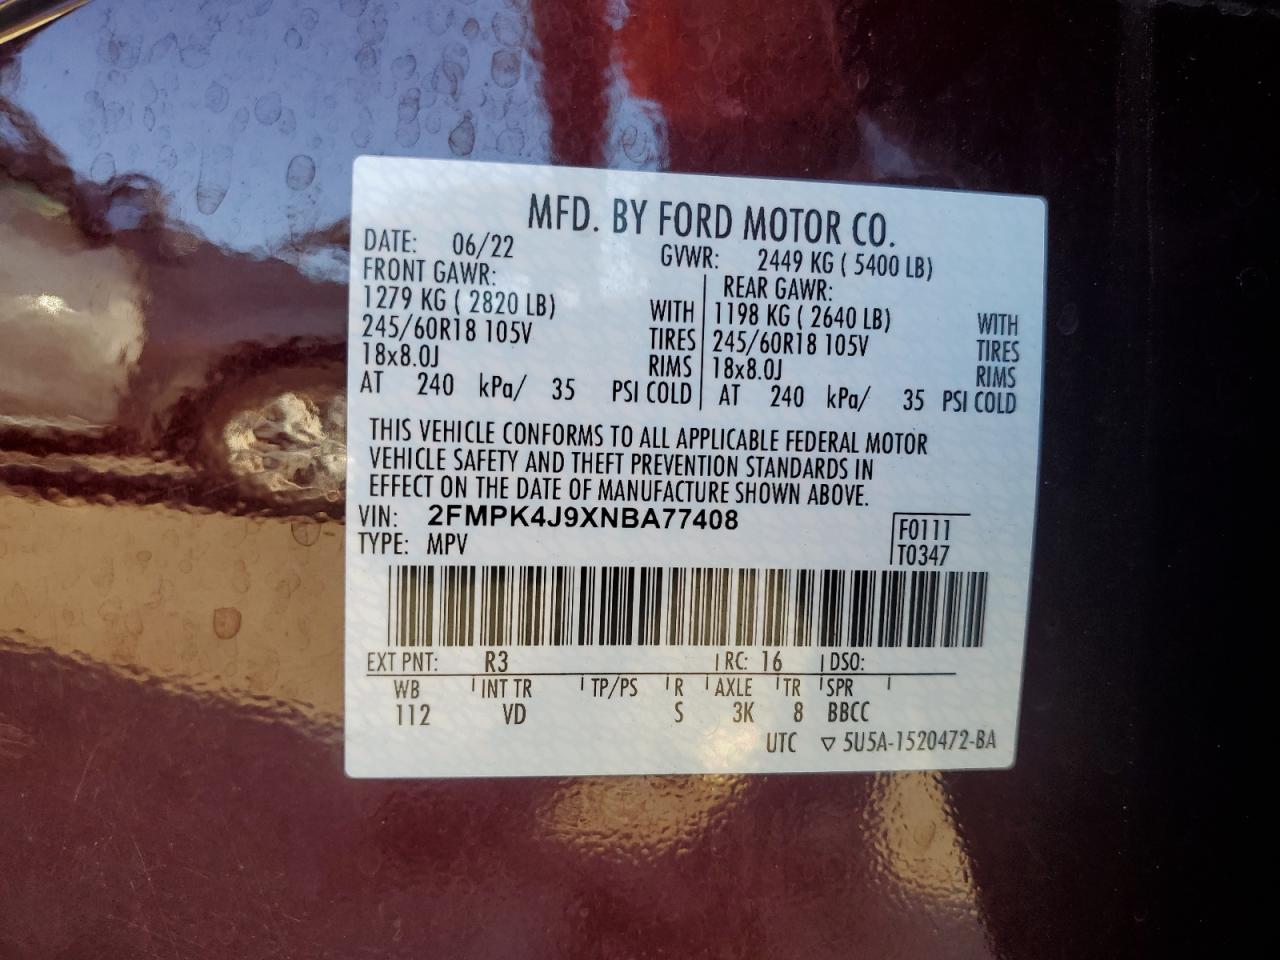 MFD. BY FORD MOTOR CO.
DATE: 06/22 GVWR: 2449 KG ( 5400 LB)
FRONT GAWR: REAR GAWR:
1279 KG ( 2820 LB) WITH 1198 KG ( 2640 LB) WITH
245/60R18 105V TIRES 245/60R18 105V TIRES
18x8.0J RIMS 18x8.0J RIMS
AT 240 kPa/ 35 PSI COLD AT 240 kPa/ 35 PSI COLD
THIS VEHICLE CONFORMS TO ALL APPLICABLE FEDERAL MOTOR
VEHICLE SAFETY AND THEFT PREVENTION STANDARDS IN
EFFECT ON THE DATE OF MANUFACTURE SHOWN ABOVE.
VIN: 2FMPK4J9XNBA77408 F0111
TYPE: MPV T0347
EXT PNT: R3 RC: 16 DSO:
WB INT TR TP/PS R AXLE TR SPR
112 VD S 3K 8 BBCC
UTC ▽ 5U5A-1520472-BA